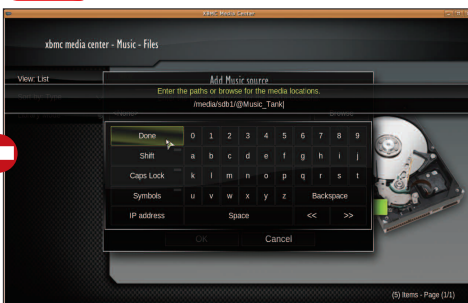 XBMC Media Center
xbmc media center - Music - Files
View: List
Add Music source
Enter the paths or browse for the media locations.
/media/sdb1/@Music_Tank|
Browse
Done 0 1 2 3 4 5 6 7 8 9
Shift a b c d e f g h i j
Caps Lock k l m n o p q r s t
Symbols u v w x y z Backspace
IP address Space << >>
OK Cancel
(5) Items - Page (1/1)